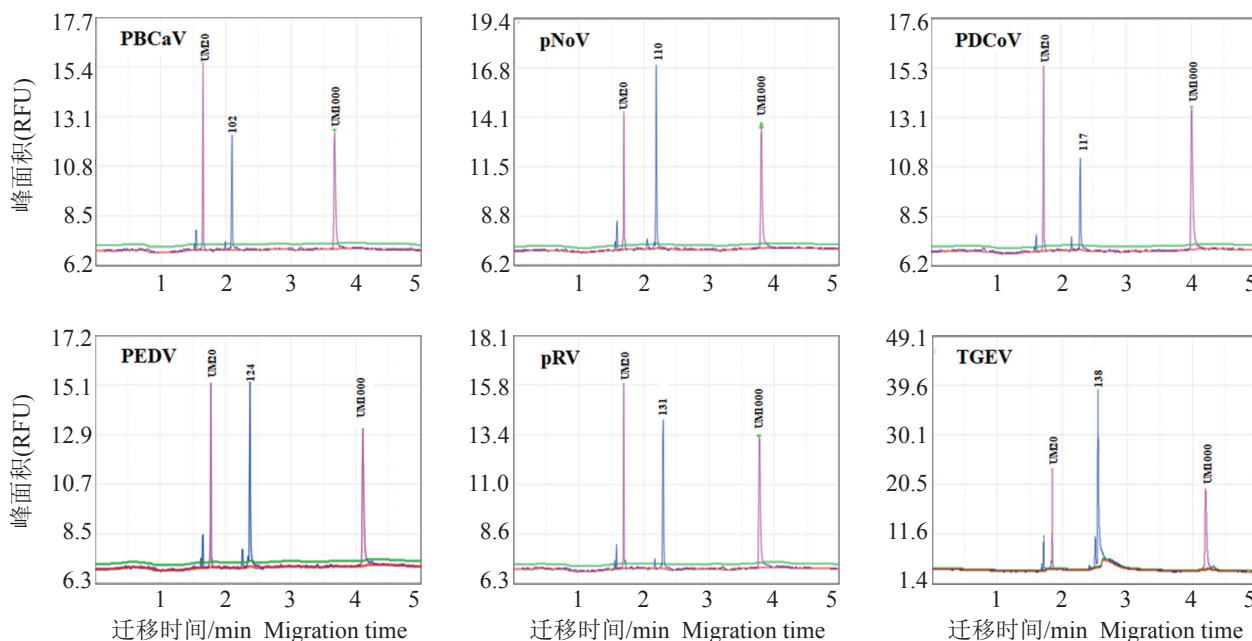 PBCaV
峰面积(RFU)
17.7
15.4
13.1
10.8
8.5
6.2
UM20
102
UM1000
1 2 3 4 5
pNoV
19.4
16.8
14.1
11.5
8.8
6.2
UM20
110
UM1000
1 2 3 4 5
PDCoV
17.6
15.3
13.1
10.8
8.5
6.2
UM20
117
UM1000
1 2 3 4 5
PEDV
峰面积(RFU)
17.2
15.1
12.9
10.7
8.5
6.3
UM20
124
UM1000
1 2 3 4 5
迁移时间/min Migration time
pRV
18.1
15.8
13.4
11.0
8.6
6.3
UM20
131
UM1000
1 2 3 4 5
迁移时间/min Migration time
TGEV
49.1
39.6
30.1
20.5
11.6
1.4
UM20
138
UM1000
1 2 3 4 5
迁移时间/min Migration time